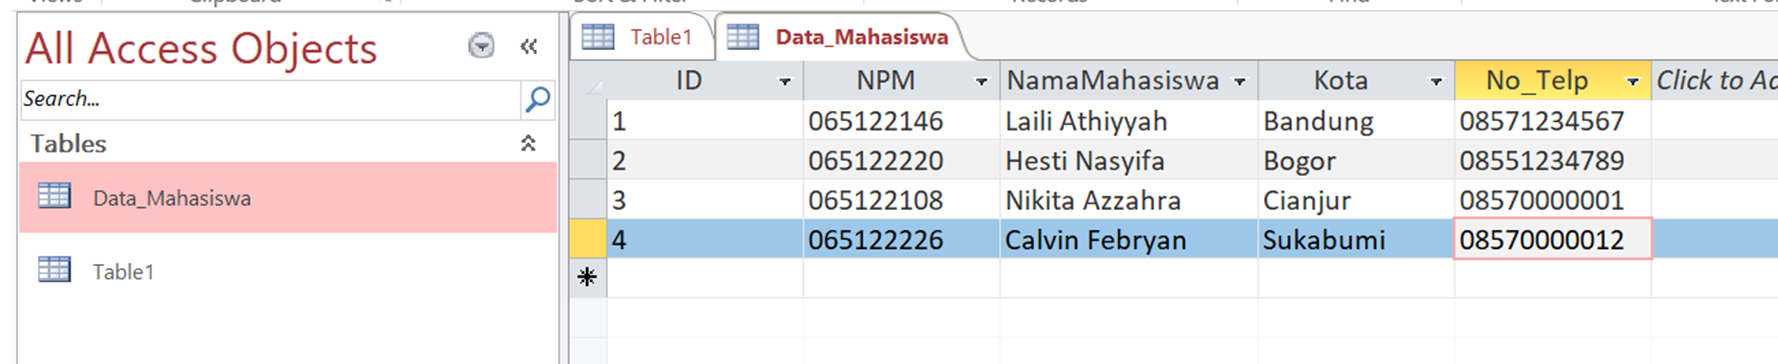 All Access Objects
Search...
Tables
Data_Mahasiswa
Table1
Table1 Data_Mahasiswa
ID NPM NamaMahasiswa Kota No_Telp Click to Ad
1 065122146 Laili Athiyyah Bandung 08571234567
2 065122220 Hesti Nasyifa Bogor 08551234789
3 065122108 Nikita Azzahra Cianjur 08570000001
4 065122226 Calvin Febryan Sukabumi 08570000012